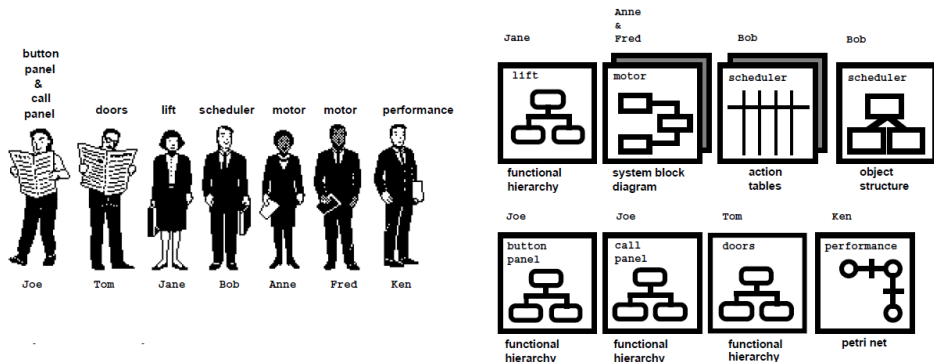 button
panel
&
call
panel
doors
lift
scheduler
motor
motor
performance
Joe
Tom
Jane
Bob
Anne
Fred
Ken
Jane
Anne
&
Fred
Bob
Bob
lift
motor
scheduler
scheduler
functional
hierarchy
system block
diagram
action
tables
object
structure
Joe
Joe
Tom
Ken
button
panel
call
panel
doors
performance
functional
hierarchy
functional
hierarchy
functional
hierarchy
petri net